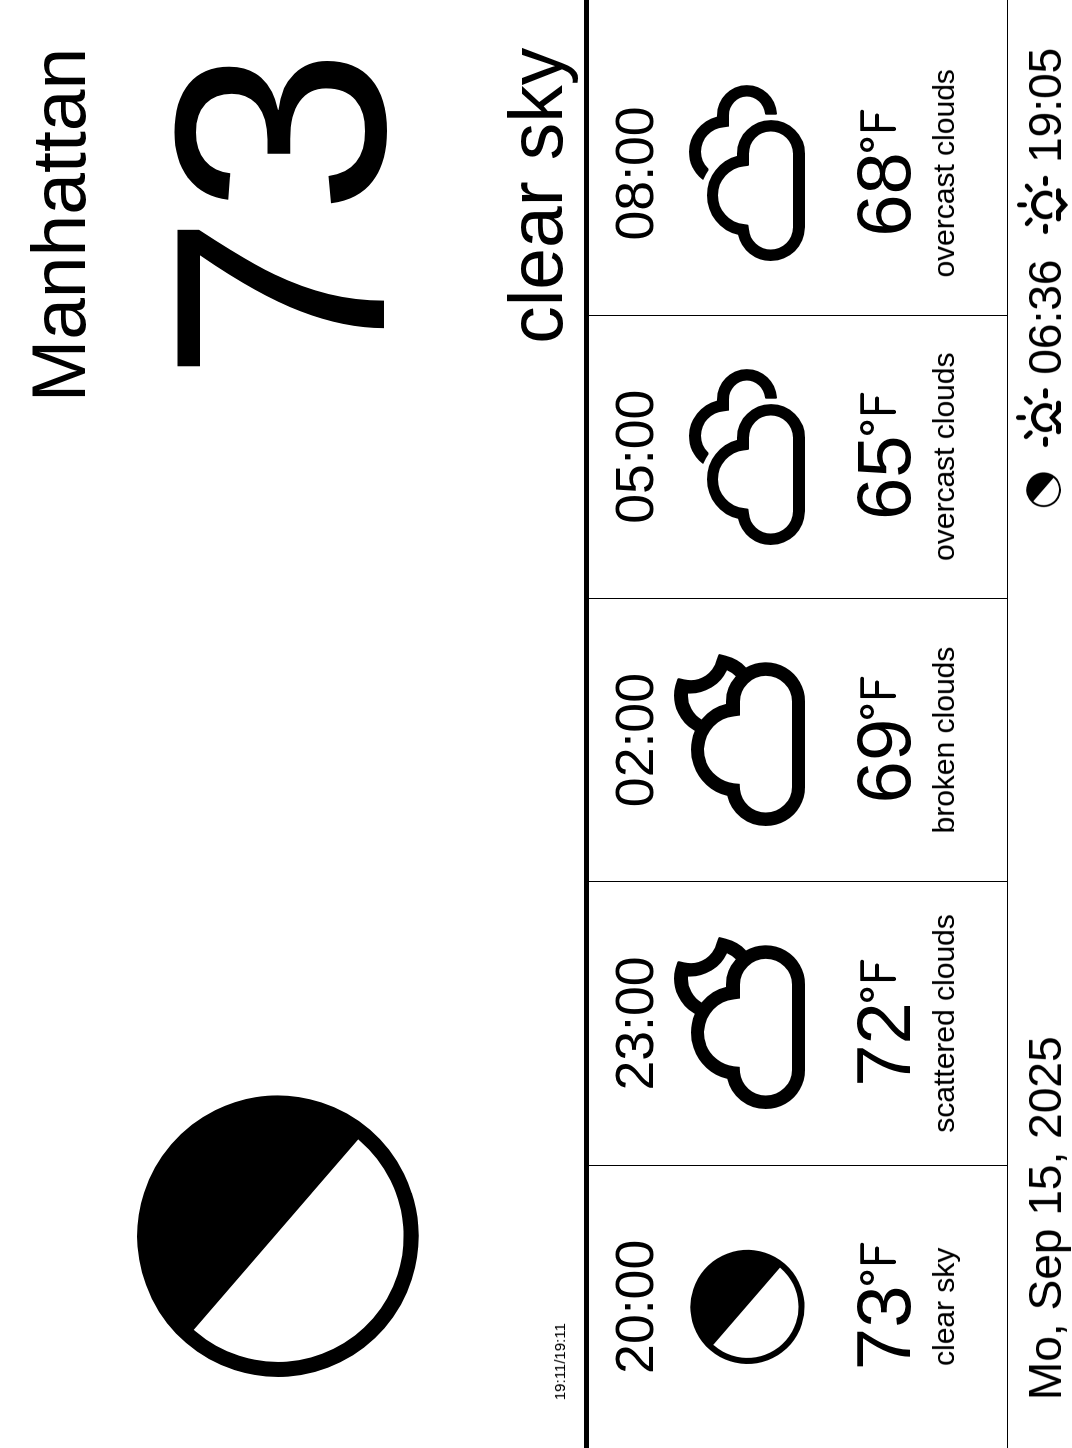 Manhattan
73
19:11/19:11
clear sky
20:00
23:00
02:00
05:00
08:00
73°F
72°F
69°F
65°F
68°F
clear sky
scattered clouds
broken clouds
overcast clouds
overcast clouds
Mo, Sep 15, 2025
06:36
19:05